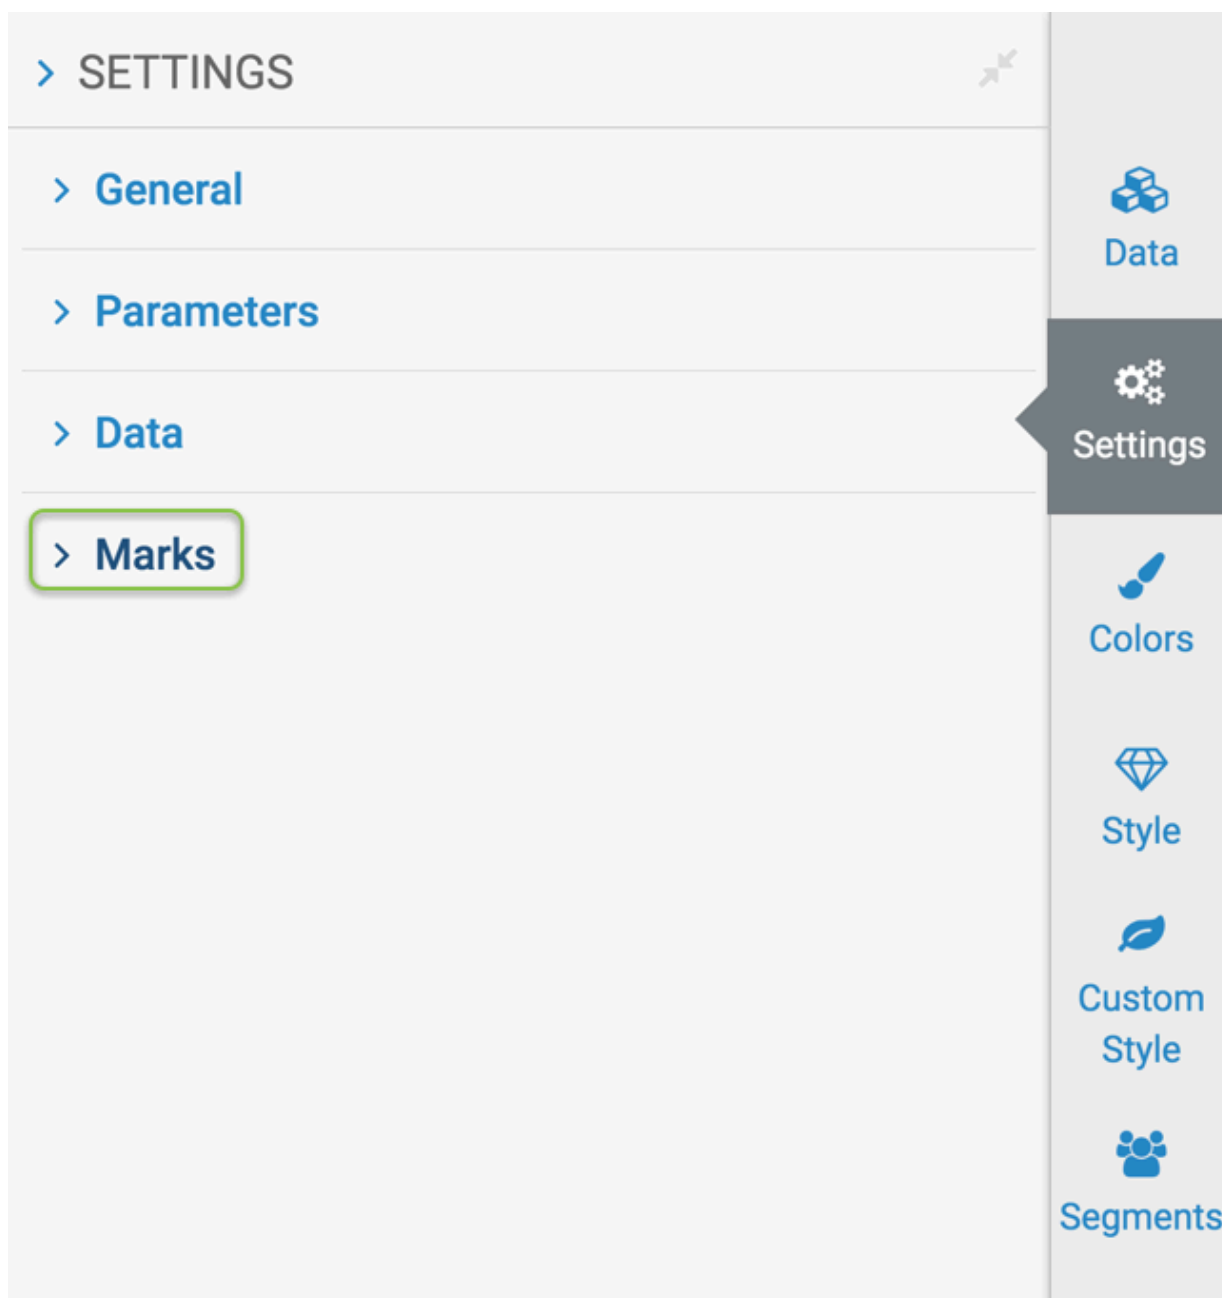 SETTINGS
General
Parameters
Data
Marks
Data
Settings
Colors
Style
Custom
Style
Segments